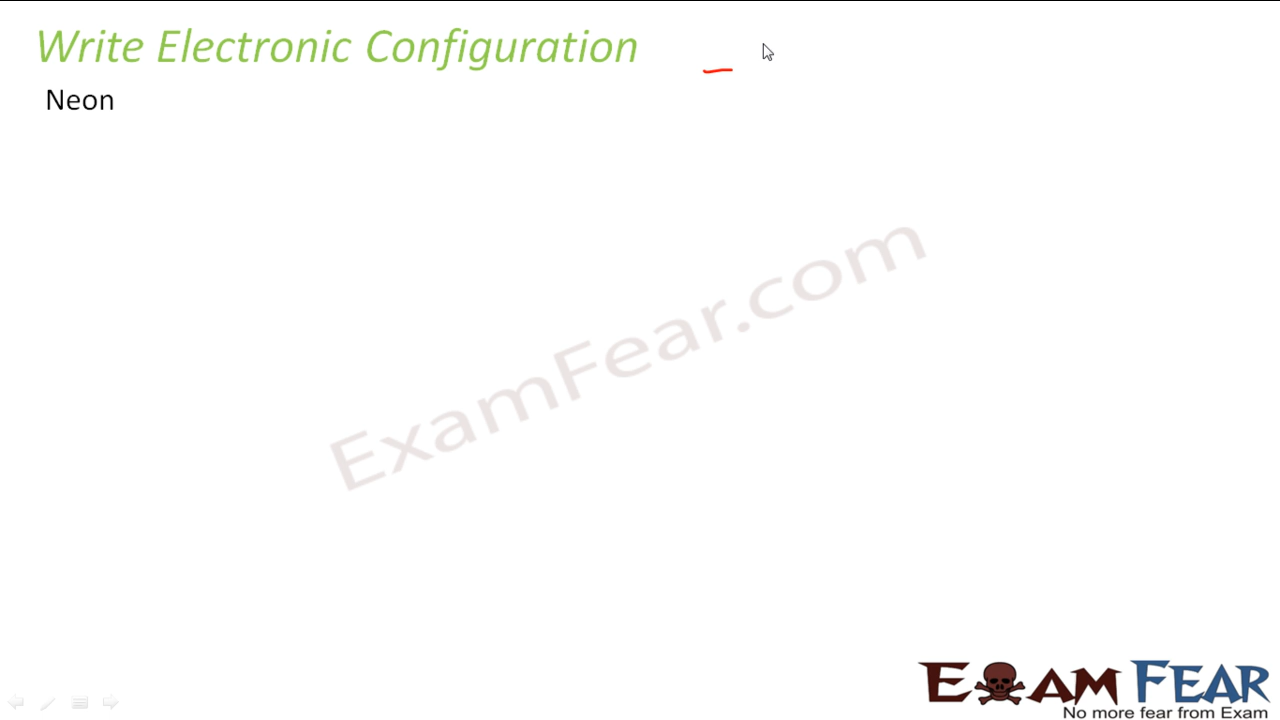 Write Electronic Configuration
Neon
ExamFear.com
EXAM FEAR
No more fear from Exam